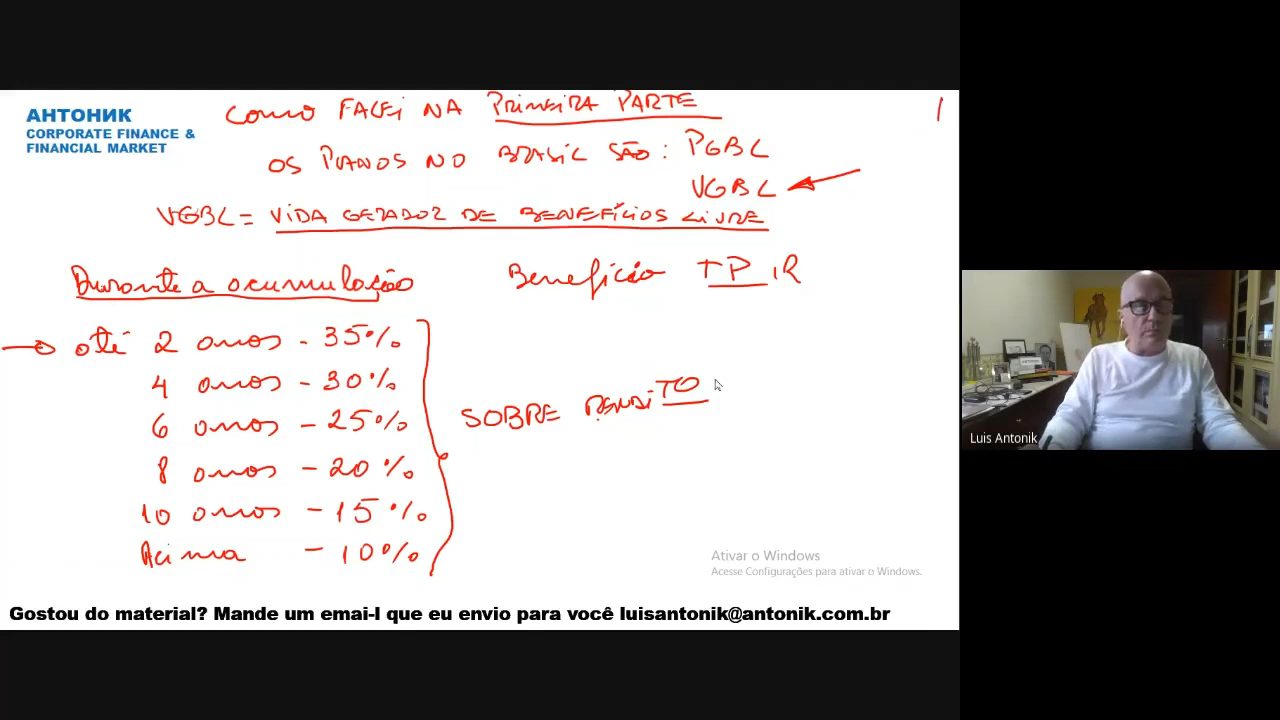 АНТОНИК
CORPORATE FINANCE &
FINANCIAL MARKET
COMO FALEI NA PRIMEIRA PARTE
1
OS PLANOS NO BRASIL SÃO: PGBL
VGBL
VGBL = VIDA GERADOR DE BENEFÍCIOS LIVRE
Durante a acumulação
Benefício TP IR
até 2 anos - 35%
4 anos - 30%
6 anos - 25%
8 anos - 20%
10 anos - 15%
Acima - 10%
SOBRE RENDITO
Luis Antonik
Ativar o Windows
Acesse Configurações para ativar o Windows.
Gostou do material? Mande um emai-l que eu envio para você luisantonik@antonik.com.br